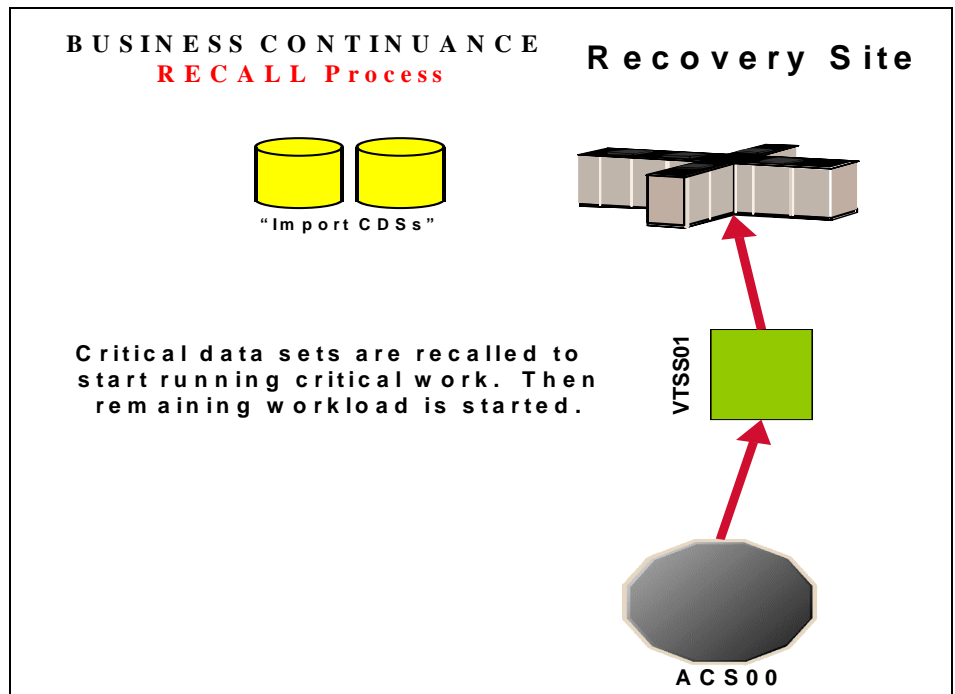 BUSINESS CONTINUANCE
RECALL Process
Recovery Site
“Import CDSs”
Critical data sets are recalled to
start running critical work. Then
remaining workload is started.
VTSS01
ACS00